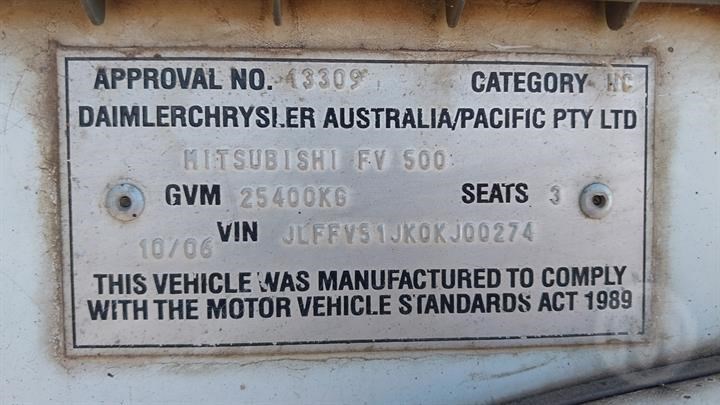 APPROVAL NO. 43309 CATEGORY HC
DAIMLERCHRYSLER AUSTRALIA/PACIFIC PTY LTD
MITSUBISHI FV 500
GVM 25400KG SEATS 3
10/06 VIN JLFFV51JK0KJ00274
THIS VEHICLE WAS MANUFACTURED TO COMPLY
WITH THE MOTOR VEHICLE STANDARDS ACT 1989